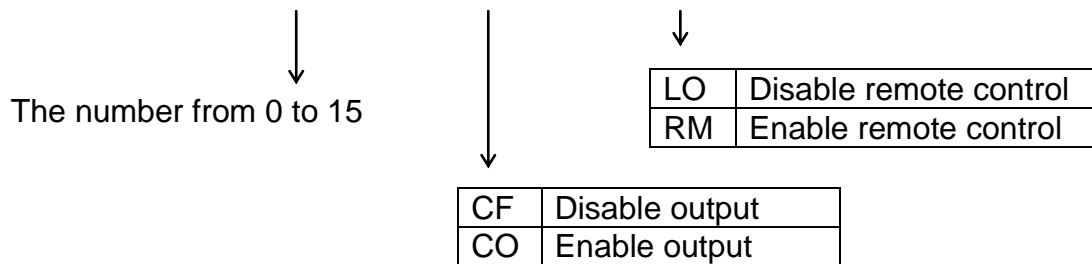 The number from 0 to 15
LO Disable remote control
RM Enable remote control
CF Disable output
CO Enable output